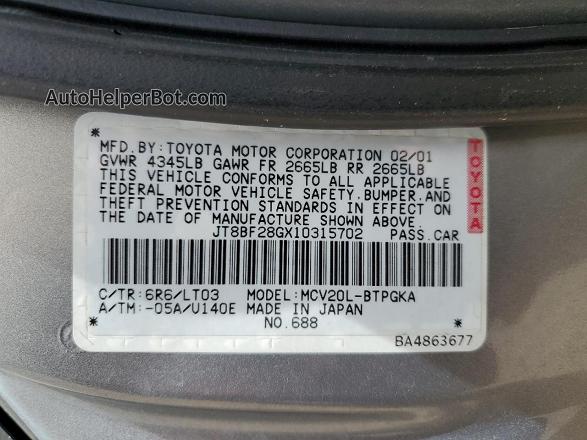 AutoHelperBot.com
MFD.BY:TOYOTA MOTOR CORPORATION 02/01
GVWR 4345LB GAWR FR 2665LB RR 2665LB
THIS VEHICLE CONFORMS TO ALL APPLICABLE
FEDERAL MOTOR VEHICLE SAFETY,BUMPER,AND
THEFT PREVENTION STANDARDS IN EFFECT ON
THE DATE OF MANUFACTURE SHOWN ABOVE.
JT8BF28GX10315702 PASS.CAR
TOYOTA
C/TR:6R6/LT03 MODEL:MCV20L-BTPGKA
A/TM:-05A/U140E MADE IN JAPAN
NO.688
BA4863677